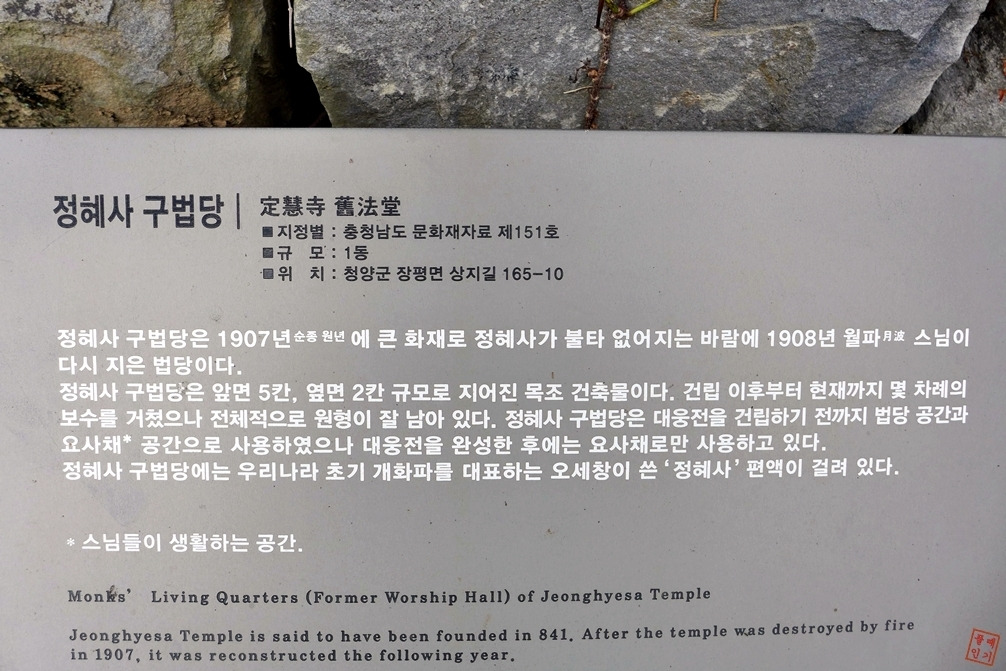 정혜사 구법당
定慧寺 舊法堂
지정별 : 충청남도 문화재자료 제151호
규 모 : 1동
위 치 : 청양군 장평면 상지길 165-10
정혜사 구법당은 1907년순종 원년에 큰 화재로 정혜사가 불타 없어지는 바람에 1908년 월파月波 스님이
다시 지은 법당이다.
정혜사 구법당은 앞면 5칸, 옆면 2칸 규모로 지어진 목조 건축물이다. 건립 이후부터 현재까지 몇 차례의
보수를 거쳤으나 전체적으로 원형이 잘 남아 있다. 정혜사 구법당은 대웅전을 건립하기 전까지 법당 공간과
요사채* 공간으로 사용하였으나 대웅전을 완성한 후에는 요사채로만 사용하고 있다.
정혜사 구법당에는 우리나라 초기 개화파를 대표하는 오세창이 쓴 ‘정혜사’ 편액이 걸려 있다.
* 스님들이 생활하는 공간.
Monks’ Living Quarters (Former Worship Hall) of Jeonghyesa Temple
Jeonghyesa Temple is said to have been founded in 841. After the temple was destroyed by fire
in 1907, it was reconstructed the following year.